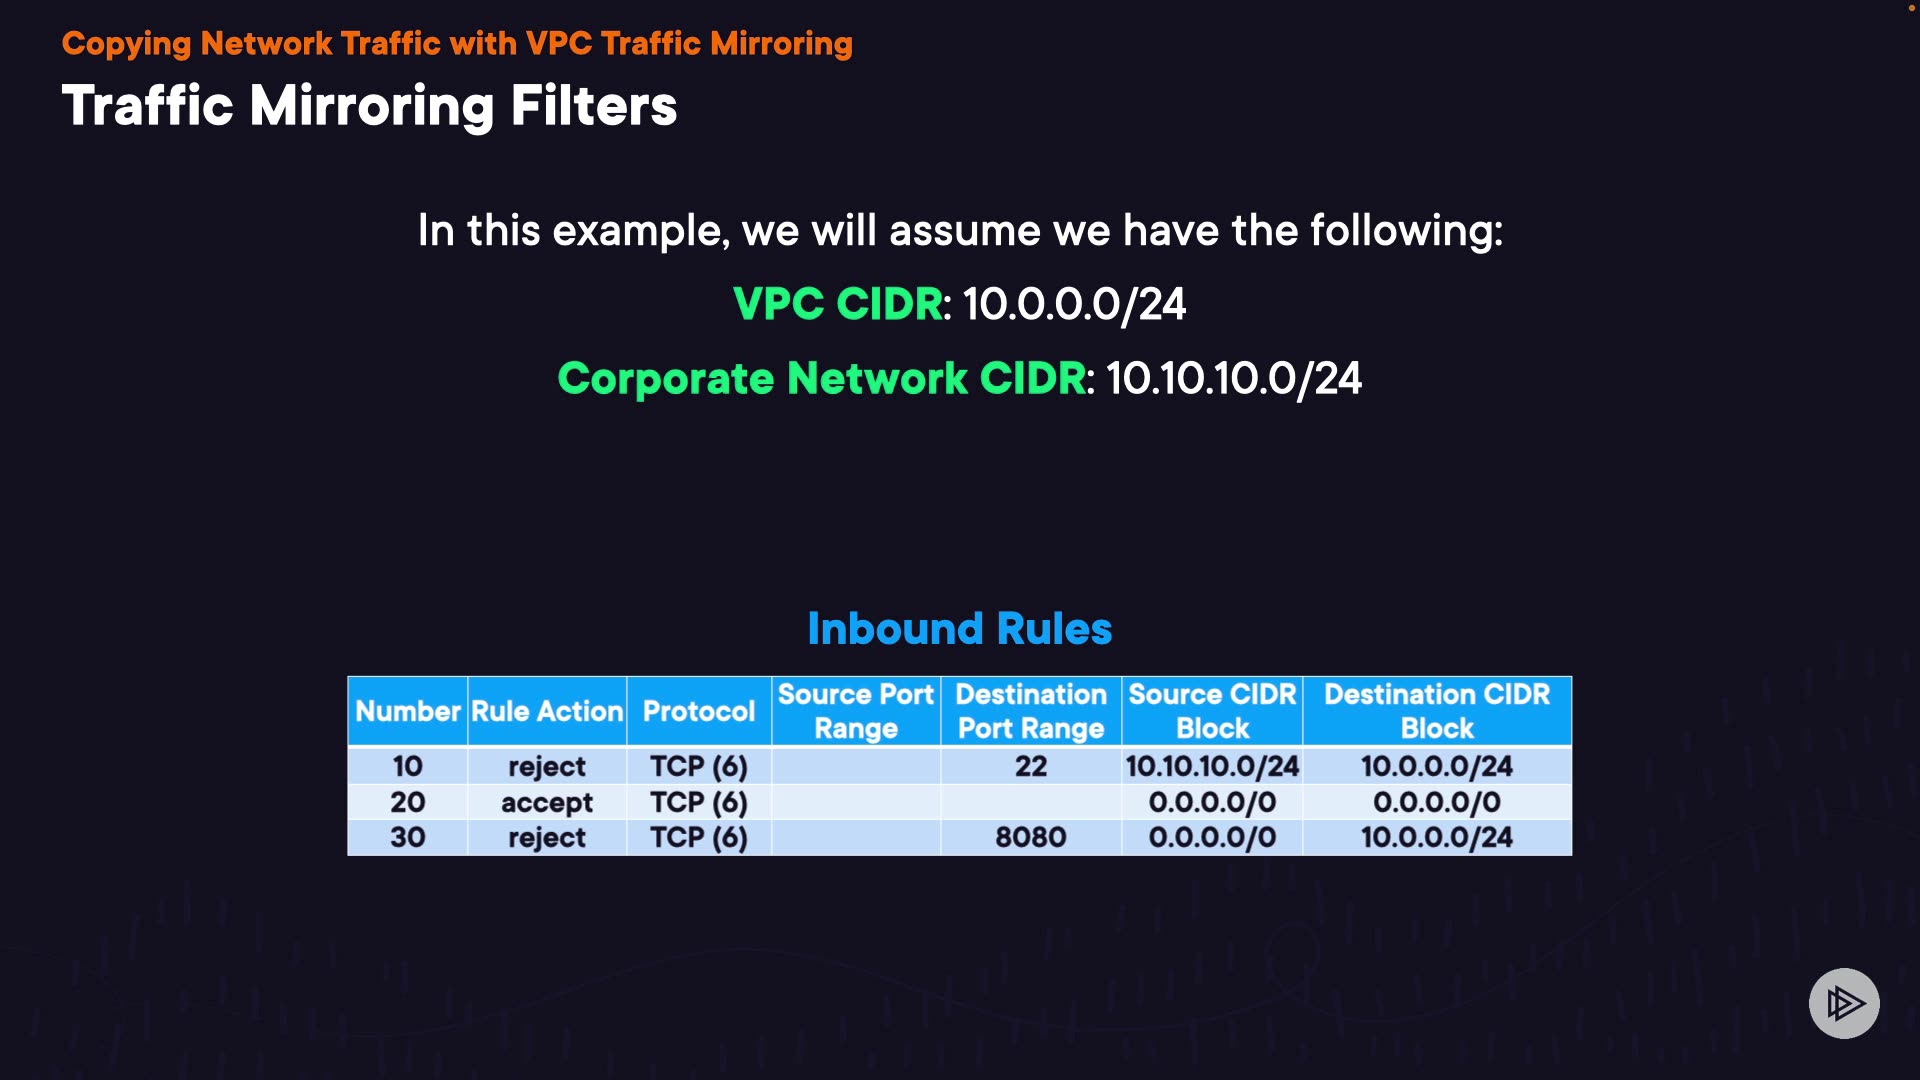 Copying Network Traffic with VPC Traffic Mirroring
Traffic Mirroring Filters
In this example, we will assume we have the following:
VPC CIDR: 10.0.0.0/24
Corporate Network CIDR: 10.10.10.0/24
Inbound Rules
Number Rule Action Protocol Source Port Range Destination Port Range Source CIDR Block Destination CIDR Block
10 reject TCP (6) 22 10.10.10.0/24 10.0.0.0/24
20 accept TCP (6) 0.0.0.0/0 0.0.0.0/0
30 reject TCP (6) 8080 0.0.0.0/0 10.0.0.0/24